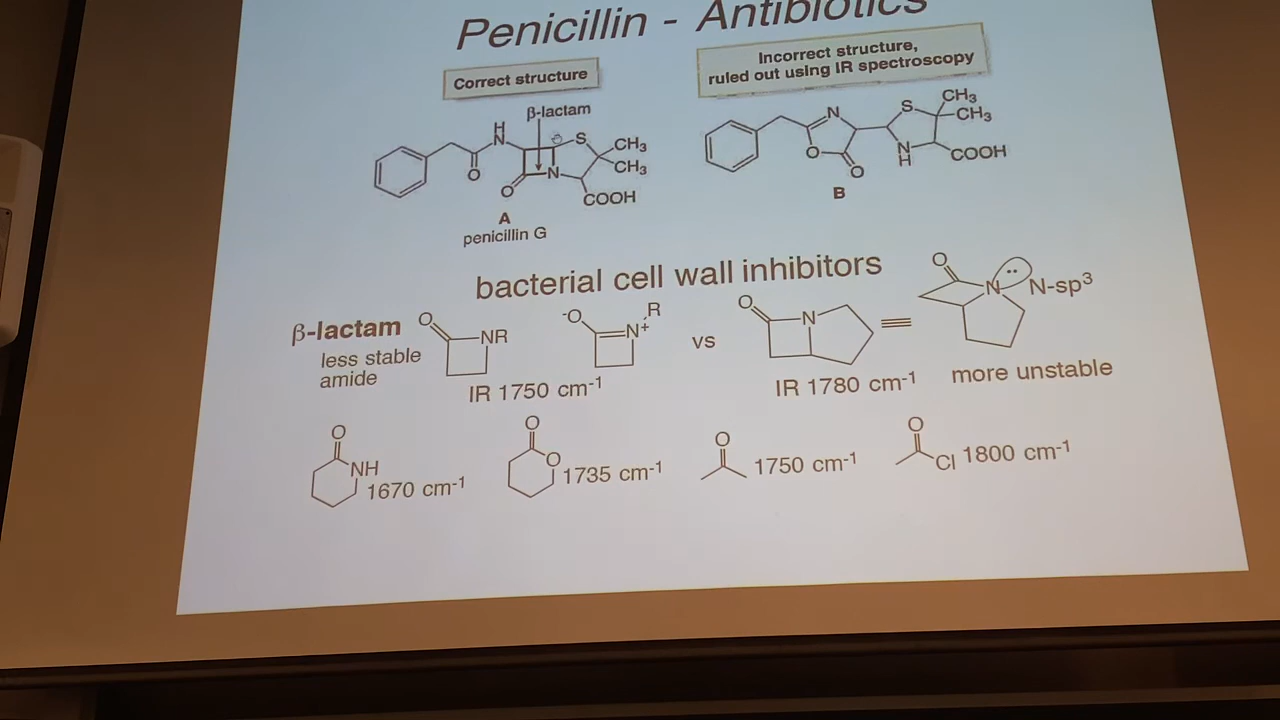 Penicillin - Antibiotics
Correct structure
Incorrect structure,
ruled out using IR spectroscopy
β-lactam
H
N
O
S
CH3
CH3
O
N
COOH
A
penicillin G
N
O
O
S
CH3
CH3
N
H
COOH
B
bacterial cell wall inhibitors
β-lactam
less stable
amide
O
NR
-O
N+
R
IR 1750 cm-1
vs
O
N
IR 1780 cm-1
O
N
N-sp3
more unstable
O
NH
1670 cm-1
O
O
1735 cm-1
O
1750 cm-1
O
Cl
1800 cm-1